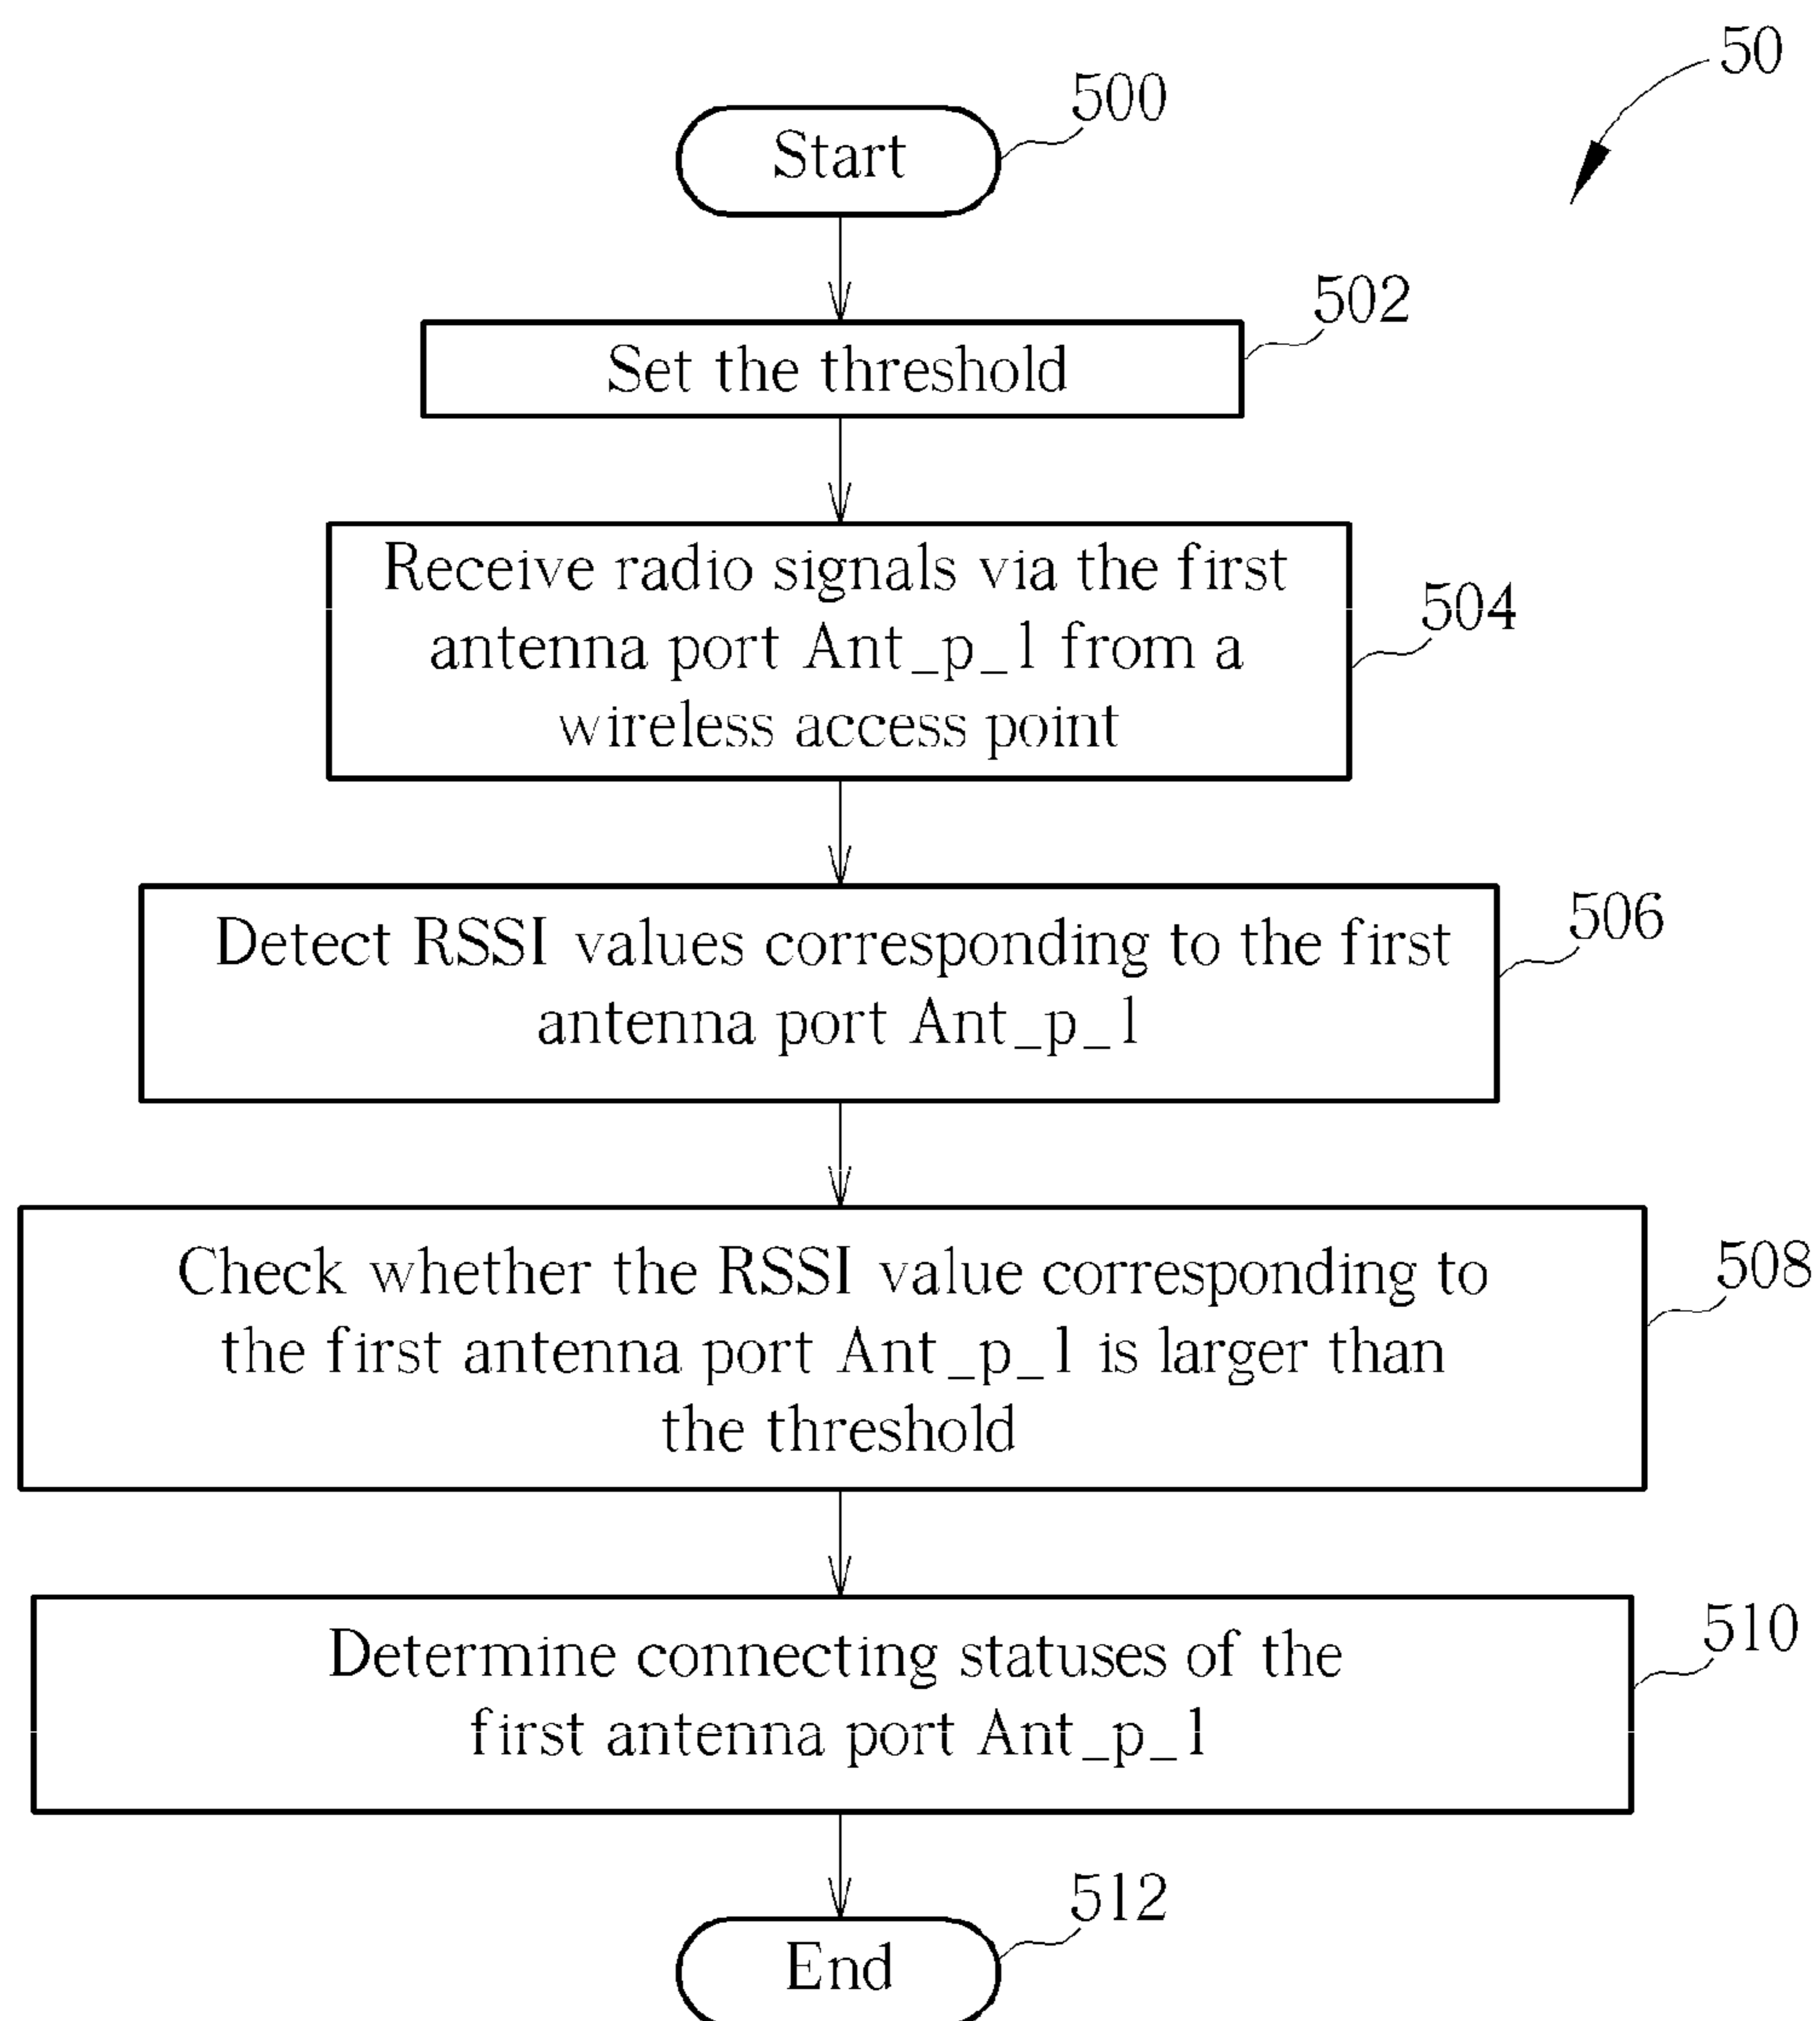 50
500
Start
502
Set the threshold
Receive radio signals via the first
antenna port Ant_p_1 from a
wireless access point
504
Detect RSSI values corresponding to the first
antenna port Ant_p_1
506
Check whether the RSSI value corresponding to
the first antenna port Ant_p_1 is larger than
the threshold
508
Determine connecting statuses of the
first antenna port Ant_p_1
510
512
End